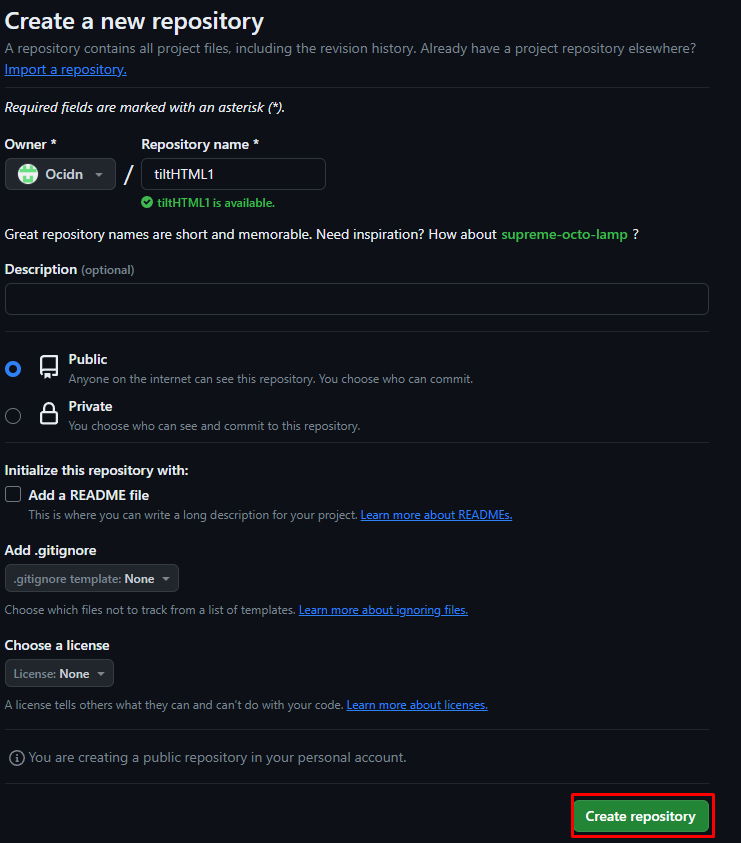 Create a new repository
A repository contains all project files, including the revision history. Already have a project repository elsewhere?
Import a repository.
Required fields are marked with an asterisk (*).
Owner *
Repository name *
Ocidn
/
tiltHTML1
tiltHTML1 is available.
Great repository names are short and memorable. Need inspiration? How about supreme-octo-lamp ?
Description (optional)
Public
Anyone on the internet can see this repository. You choose who can commit.
Private
You choose who can see and commit to this repository.
Initialize this repository with:
Add a README file
This is where you can write a long description for your project. Learn more about READMEs.
Add .gitignore
.gitignore template: None
Choose which files not to track from a list of templates. Learn more about ignoring files.
Choose a license
License: None
A license tells others what they can and can't do with your code. Learn more about licenses.
You are creating a public repository in your personal account.
Create repository